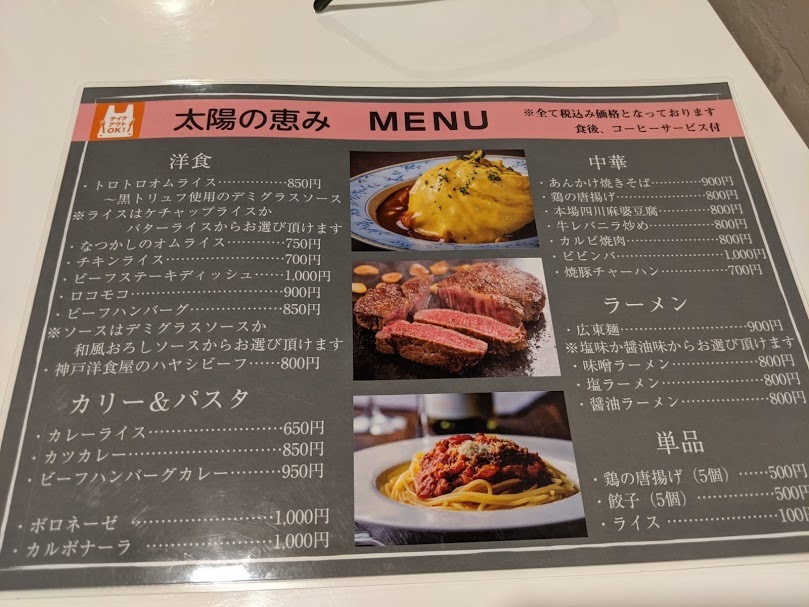 テイク
アウト
OK!
太陽の恵み MENU
※全て税込み価格となっております
食後、コーヒーサービス付
洋食
・トロトロオムライス……………850円
～黒トリュフ使用のデミグラスソース
※ライスはケチャップライスか
バターライスからお選び頂けます
・なつかしのオムライス…………750円
・チキンライス……………………700円
・ビーフステーキディッシュ……1,000円
・ロコモコ…………………………900円
・ビーフハンバーグ………………850円
※ソースはデミグラスソースか
和風おろしソースからお選び頂けます
・神戸洋食屋のハヤシビーフ……800円
カリー＆パスタ
・カレーライス……………………650円
・カツカレー………………………850円
・ビーフハンバーグカレー………950円
・ボロネーゼ ……………………1,000円
・カルボナーラ …………………1,000円
中華
・あんかけ焼きそば………900円
・鶏の唐揚げ………………800円
・本場四川麻婆豆腐………800円
・牛レバニラ炒め…………800円
・カルビ焼肉………………800円
・ビビンバ…………………1,000円
・焼豚チャーハン…………700円
ラーメン
・広東麺……………………900円
※塩味か醤油味からお選び頂けます
・味噌ラーメン……………800円
・塩ラーメン………………800円
・醤油ラーメン……………800円
単品
・鶏の唐揚げ（5個）……500円
・餃子（5個）……………500円
・ライス…………………100円